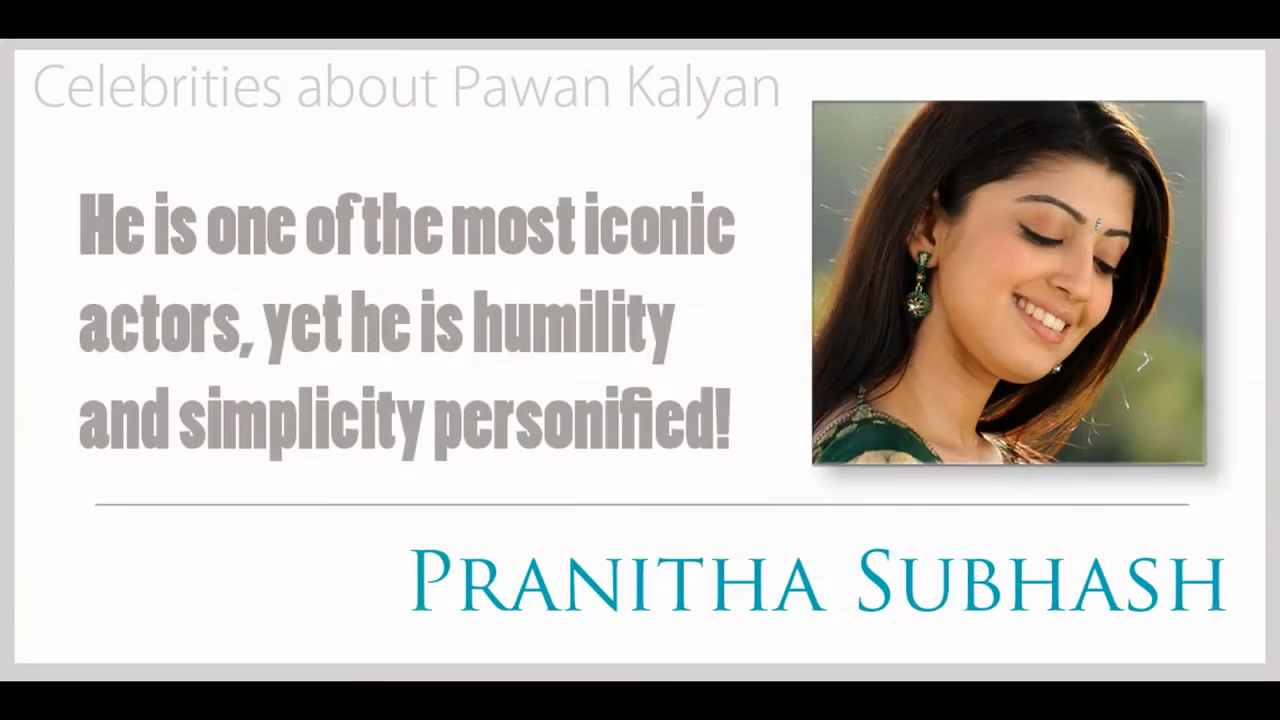 Celebrities about Pawan Kalyan
He is one of the most iconic
actors, yet he is humility
and simplicity personified!
PRANITHA SUBHASH